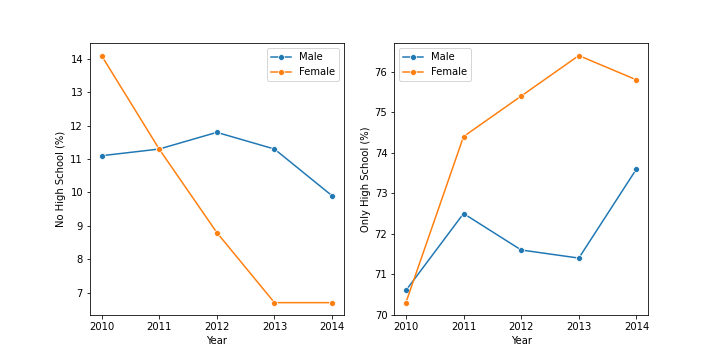 No High School (%)
14
13
12
11
10
9
8
7
2010 2011 2012 2013 2014
Year
Male
Female
Only High School (%)
76
75
74
73
72
71
70
2010 2011 2012 2013 2014
Year
Male
Female